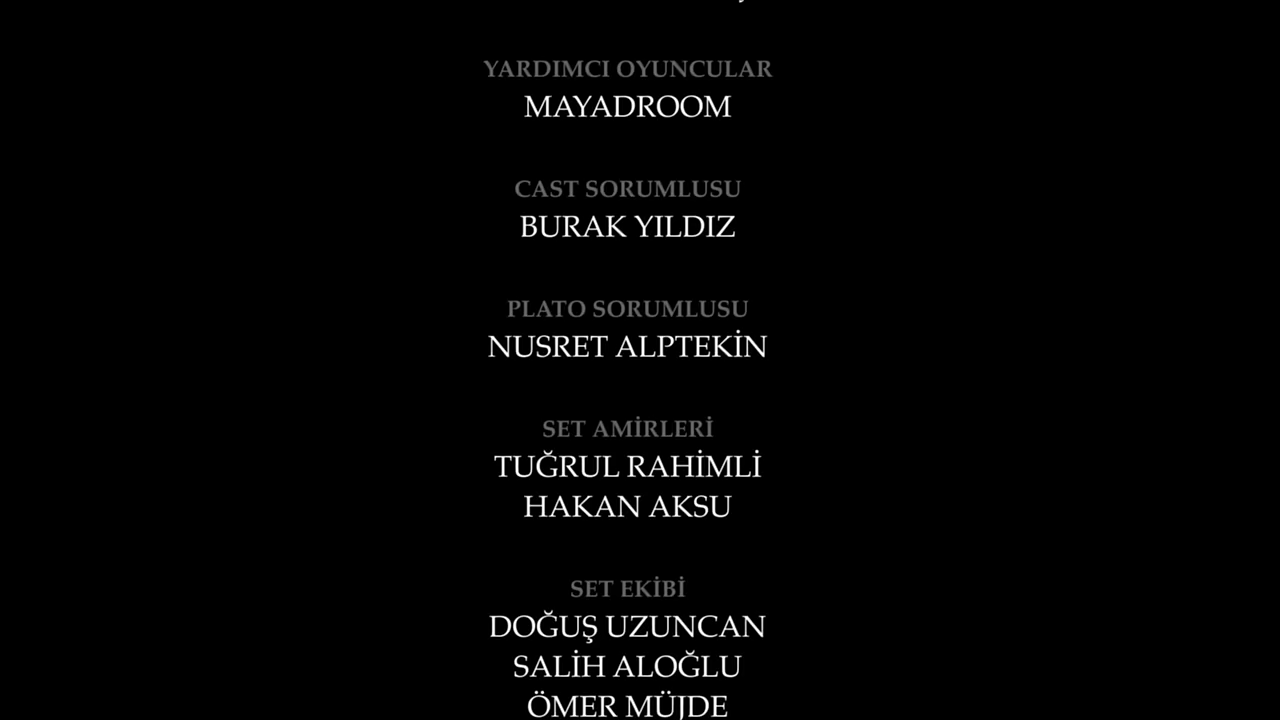 YARDIMCI OYUNCULAR
MAYADROOM
CAST SORUMLUSU
BURAK YILDIZ
PLATO SORUMLUSU
NUSRET ALPTEKİN
SET AMİRLERİ
TUĞRUL RAHİMLİ
HAKAN AKSU
SET EKİBİ
DOĞUŞ UZUNCAN
SALİH ALOĞLU
ÖMER MÜJDE